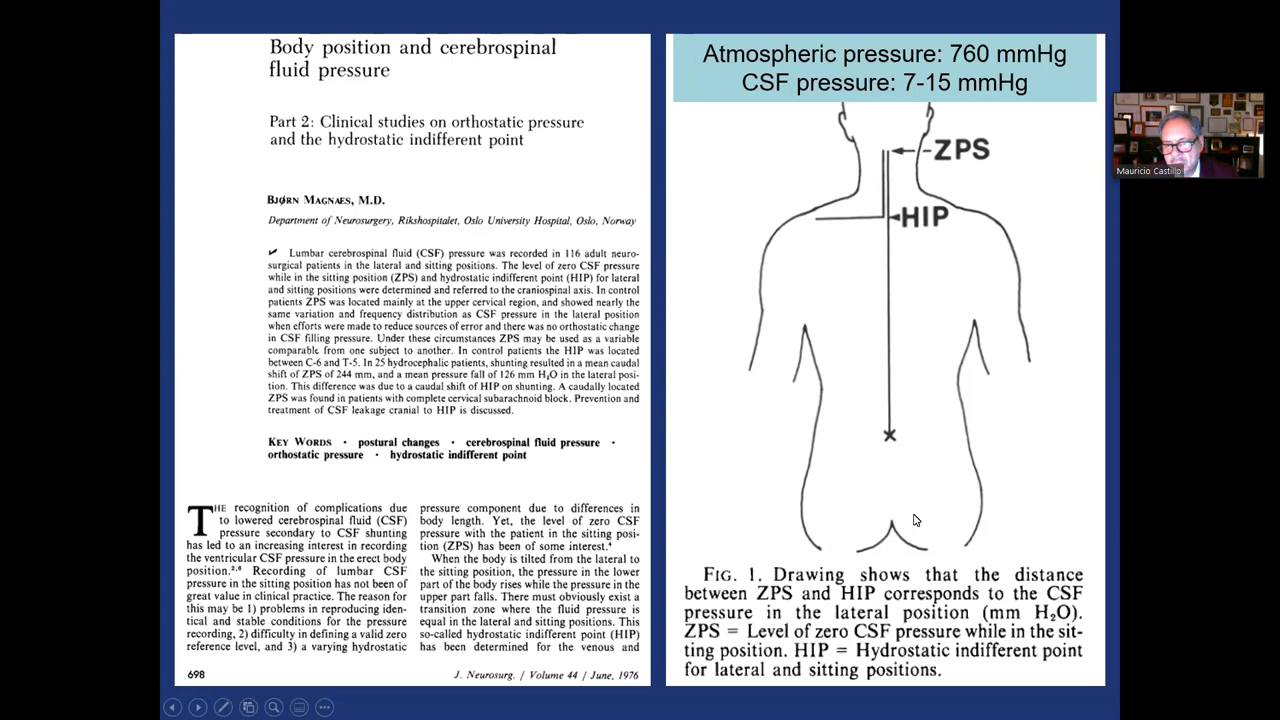 Body position and cerebrospinal
fluid pressure
Part 2: Clinical studies on orthostatic pressure
and the hydrostatic indifferent point
BJØRN MAGNAES, M.D.
Department of Neurosurgery, Rikshospitalet, Oslo University Hospital, Oslo, Norway
✓ Lumbar cerebrospinal fluid (CSF) pressure was recorded in 116 adult neuro-
surgical patients in the lateral and sitting positions. The level of zero CSF pressure
while in the sitting position (ZPS) and hydrostatic indifferent point (HIP) for lateral
and sitting positions were determined and referred to the craniospinal axis. In control
patients ZPS was located mainly at the upper cervical region, and showed nearly the
same variation and frequency distribution as CSF pressure in the lateral position
when efforts were made to reduce sources of error and there was no orthostatic change
in CSF filling pressure. Under these circumstances ZPS may be used as a variable
comparable from one subject to another. In control patients the HIP was located
between C-6 and T-5. In 25 hydrocephalic patients, shunting resulted in a mean caudal
shift of ZPS of 244 mm, and a mean pressure fall of 126 mm H₂O in the lateral posi-
tion. This difference was due to a caudal shift of HIP on shunting. A caudally located
ZPS was found in patients with complete cervical subarachnoid block. Prevention and
treatment of CSF leakage cranial to HIP is discussed.
KEY WORDS · postural changes · cerebrospinal fluid pressure ·
orthostatic pressure · hydrostatic indifferent point
THE recognition of complications due
to lowered cerebrospinal fluid (CSF)
pressure secondary to CSF shunting
has led to an increasing interest in recording
the ventricular CSF pressure in the erect body
position.²,⁶ Recording of lumbar CSF
pressure in the sitting position has not been of
great value in clinical practice. The reason for
this may be 1) problems in reproducing iden-
tical and stable conditions for the pressure
recording, 2) difficulty in defining a valid zero
reference level, and 3) a varying hydrostatic
pressure component due to differences in
body length. Yet, the level of zero CSF
pressure with the patient in the sitting posi-
tion (ZPS) has been of some interest.⁴
When the body is tilted from the lateral to
the sitting position, the pressure in the lower
part of the body rises while the pressure in the
upper part falls. There must obviously exist a
transition zone where the fluid pressure is
equal in the lateral and sitting positions. This
so-called hydrostatic indifferent point (HIP)
has been determined for the venous and
698
J. Neurosurg. / Volume 44 / June, 1976
Atmospheric pressure: 760 mmHg
CSF pressure: 7-15 mmHg
ZPS
HIP
FIG. 1. Drawing shows that the distance
between ZPS and HIP corresponds to the CSF
pressure in the lateral position (mm H₂O).
ZPS = Level of zero CSF pressure while in the sit-
ting position. HIP = Hydrostatic indifferent point
for lateral and sitting positions.
Mauricio Castillo